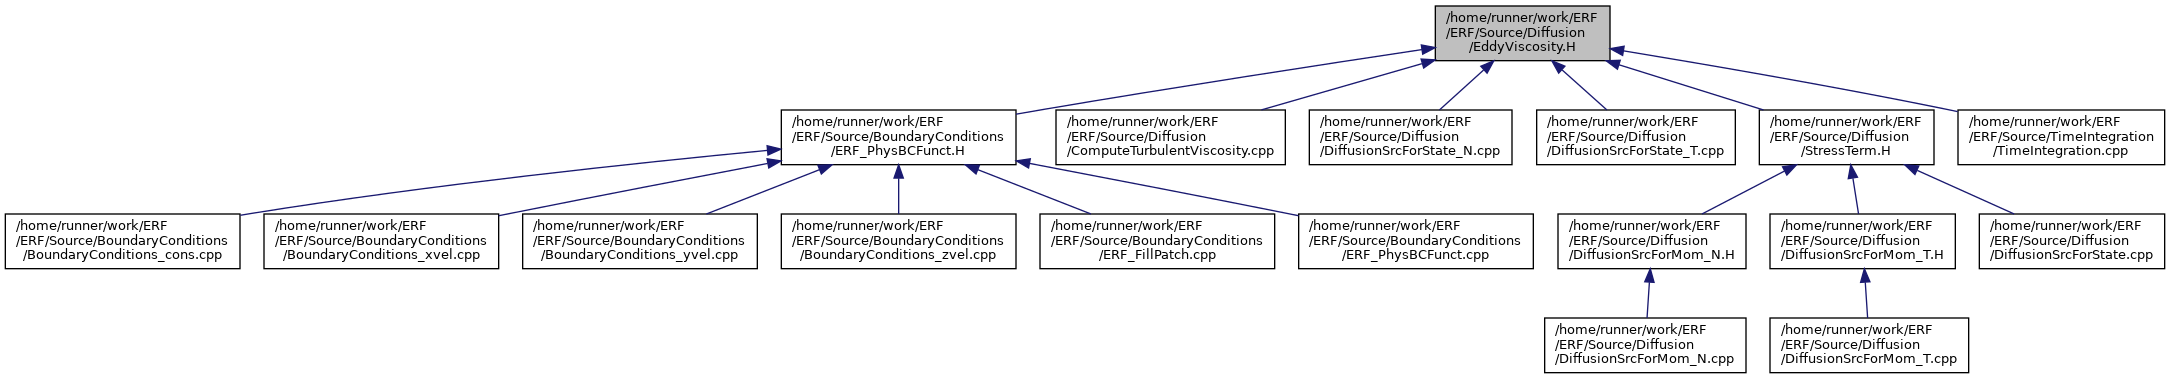 /home/runner/work/ERF
/ERF/Source/Diffusion
/EddyViscosity.H
/home/runner/work/ERF
/ERF/Source/BoundaryConditions
/ERF_PhysBCFunct.H
/home/runner/work/ERF
/ERF/Source/Diffusion
/ComputeTurbulentViscosity.cpp
/home/runner/work/ERF
/ERF/Source/Diffusion
/DiffusionSrcForState_N.cpp
/home/runner/work/ERF
/ERF/Source/Diffusion
/DiffusionSrcForState_T.cpp
/home/runner/work/ERF
/ERF/Source/Diffusion
/StressTerm.H
/home/runner/work/ERF
/ERF/Source/TimeIntegration
/TimeIntegration.cpp
/home/runner/work/ERF
/ERF/Source/BoundaryConditions
/BoundaryConditions_cons.cpp
/home/runner/work/ERF
/ERF/Source/BoundaryConditions
/BoundaryConditions_xvel.cpp
/home/runner/work/ERF
/ERF/Source/BoundaryConditions
/BoundaryConditions_yvel.cpp
/home/runner/work/ERF
/ERF/Source/BoundaryConditions
/BoundaryConditions_zvel.cpp
/home/runner/work/ERF
/ERF/Source/BoundaryConditions
/ERF_FillPatch.cpp
/home/runner/work/ERF
/ERF/Source/BoundaryConditions
/ERF_PhysBCFunct.cpp
/home/runner/work/ERF
/ERF/Source/Diffusion
/DiffusionSrcForMom_N.H
/home/runner/work/ERF
/ERF/Source/Diffusion
/DiffusionSrcForMom_T.H
/home/runner/work/ERF
/ERF/Source/Diffusion
/DiffusionSrcForState.cpp
/home/runner/work/ERF
/ERF/Source/Diffusion
/DiffusionSrcForMom_N.cpp
/home/runner/work/ERF
/ERF/Source/Diffusion
/DiffusionSrcForMom_T.cpp